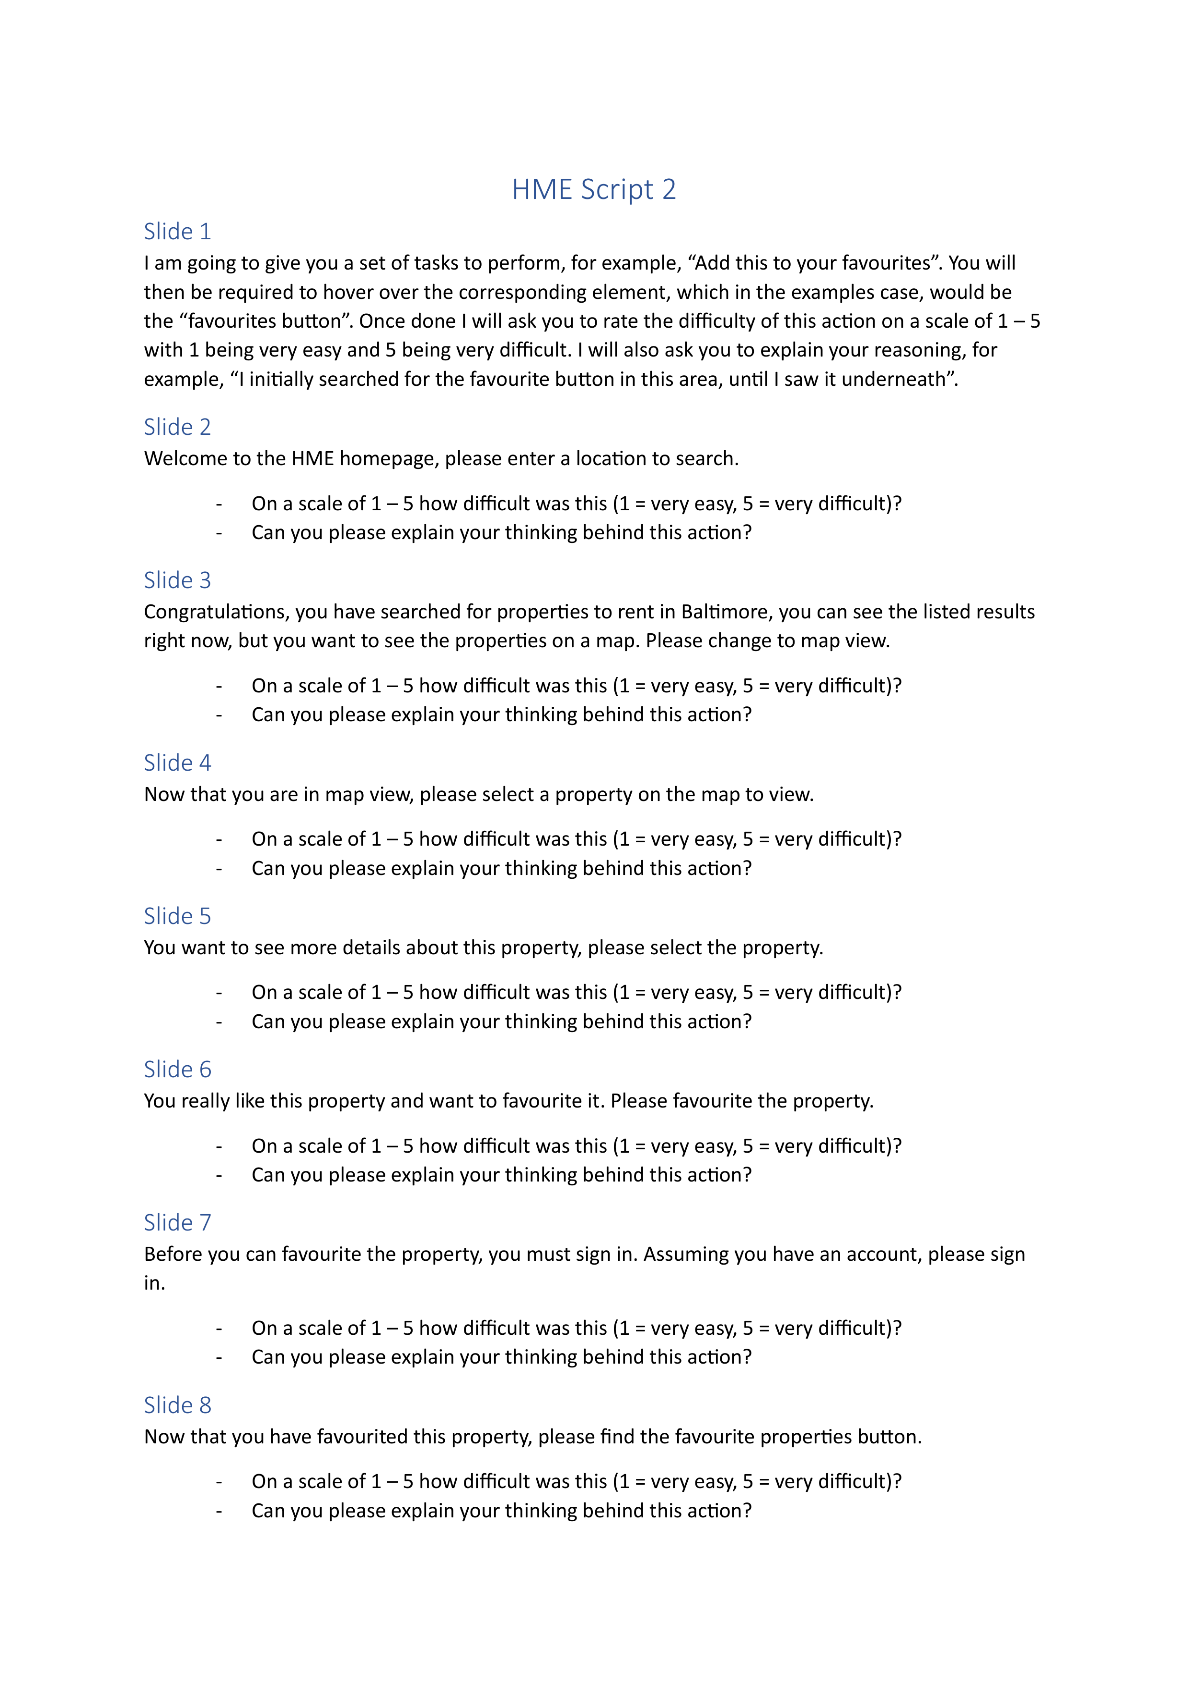 HME Script 2
Slide 1
I am going to give you a set of tasks to perform, for example, “Add this to your favourites”. You will
then be required to hover over the corresponding element, which in the examples case, would be
the “favourites button”. Once done I will ask you to rate the difficulty of this action on a scale of 1 – 5
with 1 being very easy and 5 being very difficult. I will also ask you to explain your reasoning, for
example, “I initially searched for the favourite button in this area, until I saw it underneath”.
Slide 2
Welcome to the HME homepage, please enter a location to search.
- On a scale of 1 – 5 how difficult was this (1 = very easy, 5 = very difficult)?
- Can you please explain your thinking behind this action?
Slide 3
Congratulations, you have searched for properties to rent in Baltimore, you can see the listed results
right now, but you want to see the properties on a map. Please change to map view.
- On a scale of 1 – 5 how difficult was this (1 = very easy, 5 = very difficult)?
- Can you please explain your thinking behind this action?
Slide 4
Now that you are in map view, please select a property on the map to view.
- On a scale of 1 – 5 how difficult was this (1 = very easy, 5 = very difficult)?
- Can you please explain your thinking behind this action?
Slide 5
You want to see more details about this property, please select the property.
- On a scale of 1 – 5 how difficult was this (1 = very easy, 5 = very difficult)?
- Can you please explain your thinking behind this action?
Slide 6
You really like this property and want to favourite it. Please favourite the property.
- On a scale of 1 – 5 how difficult was this (1 = very easy, 5 = very difficult)?
- Can you please explain your thinking behind this action?
Slide 7
Before you can favourite the property, you must sign in. Assuming you have an account, please sign
in.
- On a scale of 1 – 5 how difficult was this (1 = very easy, 5 = very difficult)?
- Can you please explain your thinking behind this action?
Slide 8
Now that you have favourited this property, please find the favourite properties button.
- On a scale of 1 – 5 how difficult was this (1 = very easy, 5 = very difficult)?
- Can you please explain your thinking behind this action?